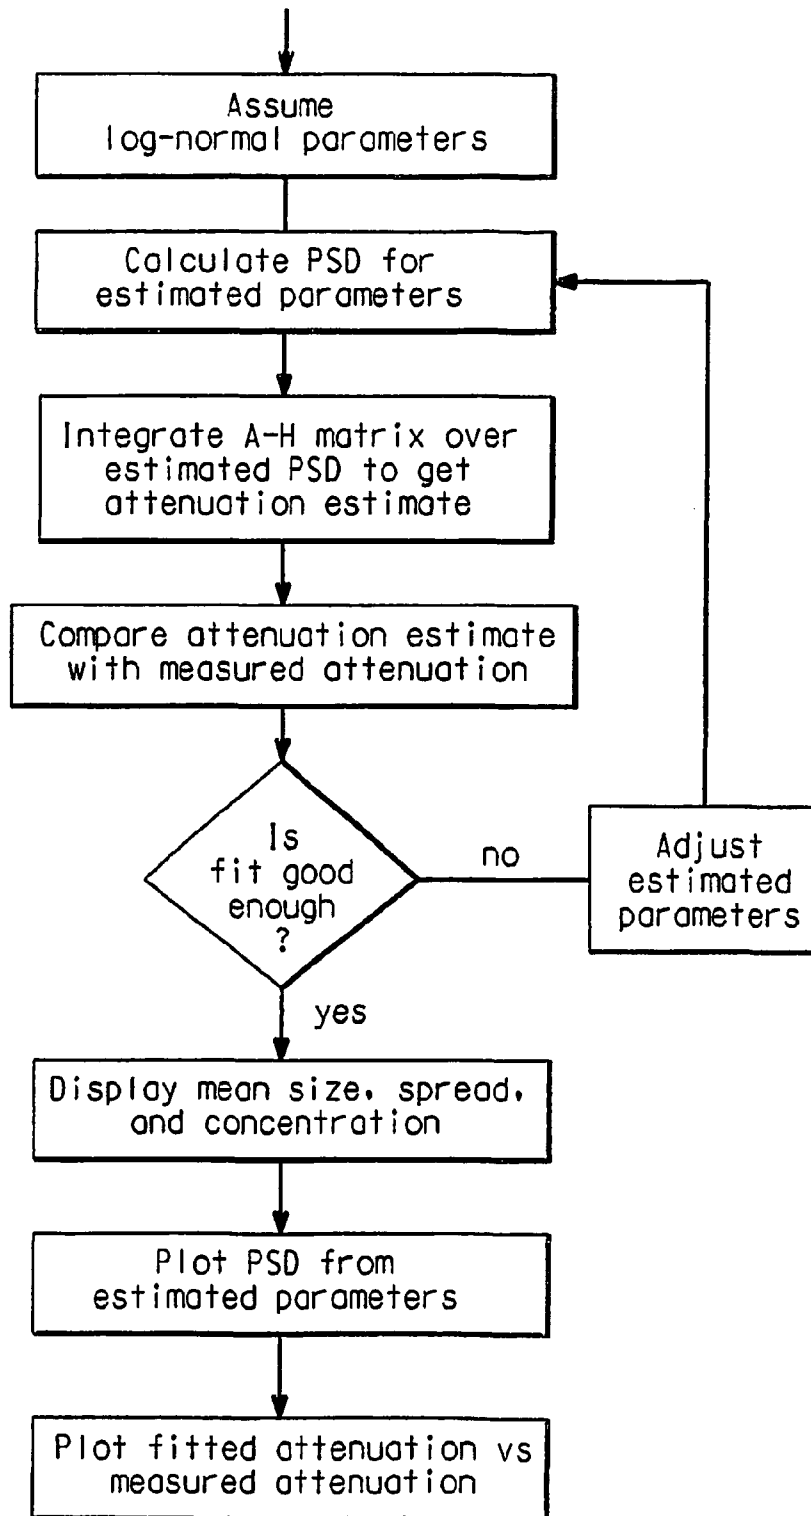 Assume
log-normal parameters
Calculate PSD for
estimated parameters
Integrate A-H matrix over
estimated PSD to get
attenuation estimate
Compare attenuation estimate
with measured attenuation
Is
fit good
enough
?
no
Adjust
estimated
parameters
yes
Display mean size, spread,
and concentration
Plot PSD from
estimated parameters
Plot fitted attenuation vs
measured attenuation